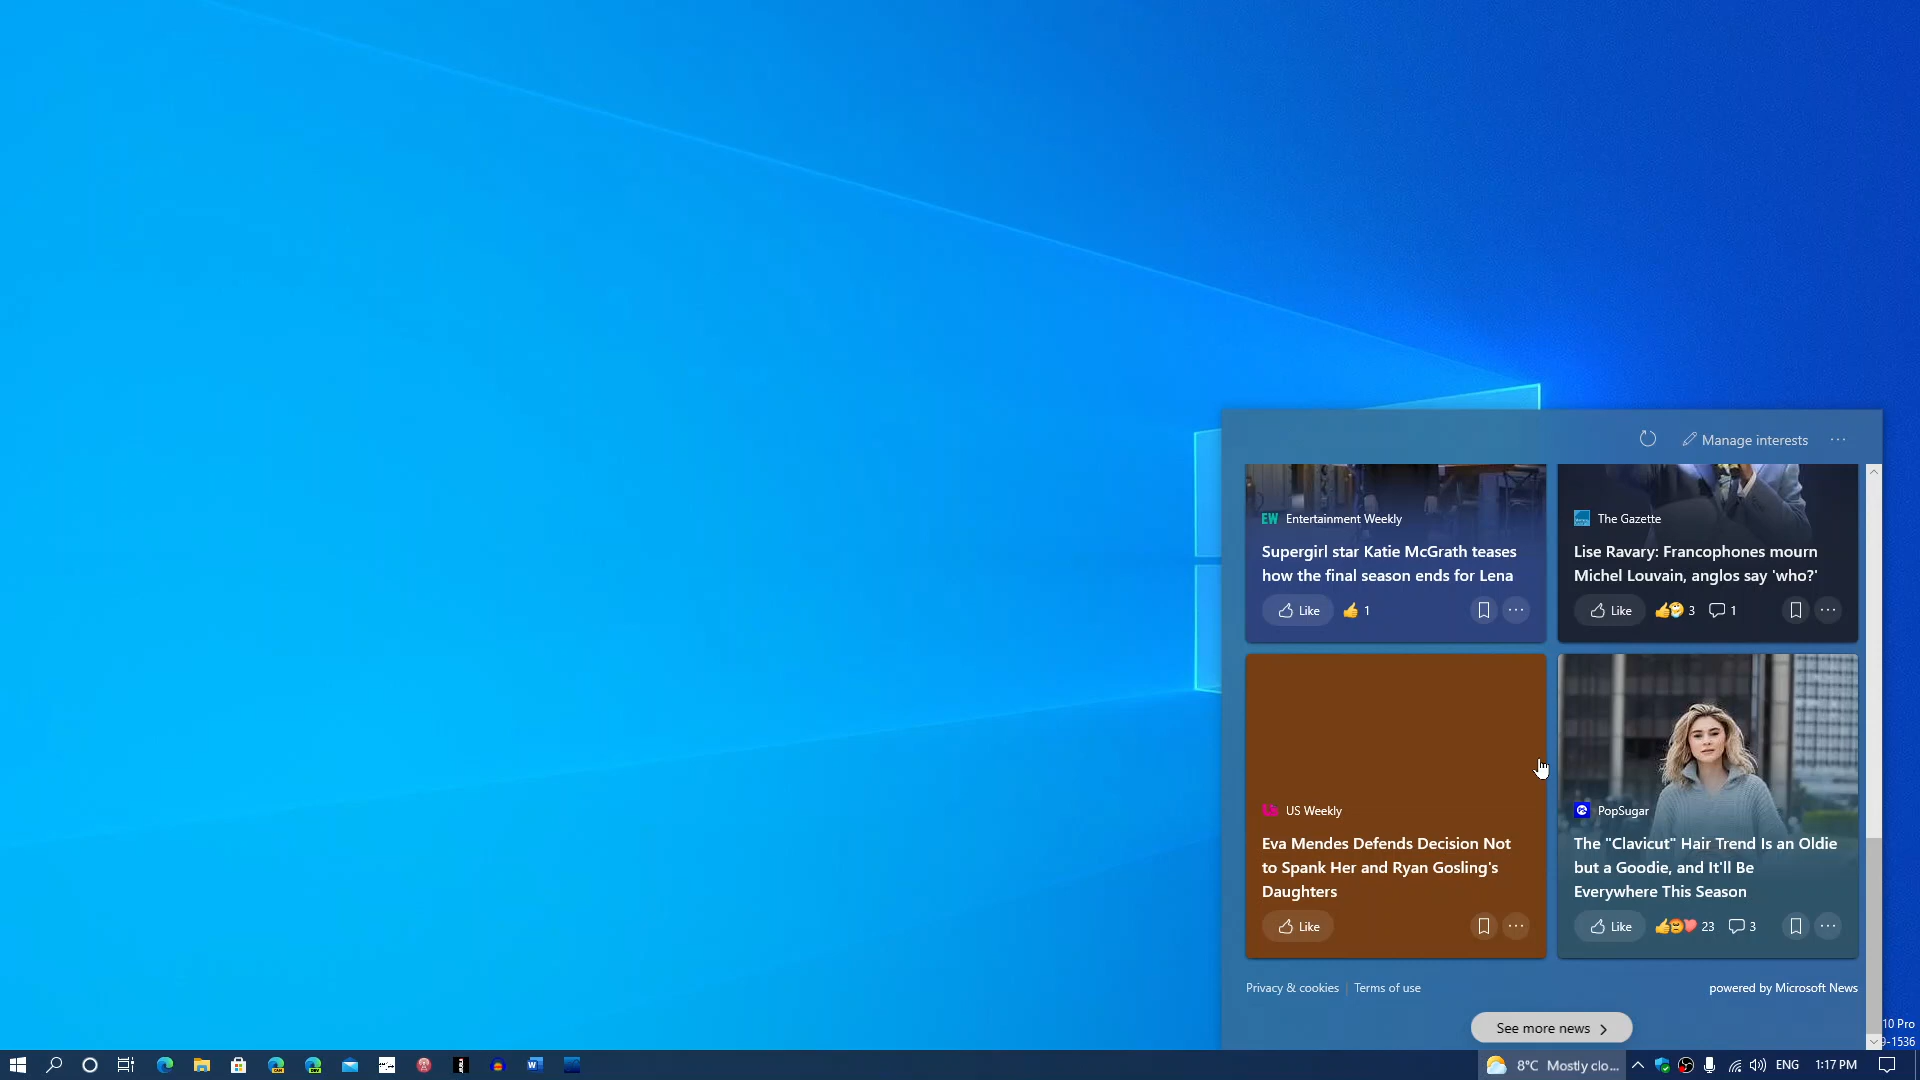 Manage interests
EW Entertainment Weekly
Supergirl star Katie McGrath teases
how the final season ends for Lena
Like 1
The Gazette
Lise Ravary: Francophones mourn
Michel Louvain, anglos say 'who?'
Like 3 1
US Weekly
Eva Mendes Defends Decision Not
to Spank Her and Ryan Gosling's
Daughters
Like
PopSugar
The "Clavicut" Hair Trend Is an Oldie
but a Goodie, and It'll Be
Everywhere This Season
Like 23 3
Privacy & cookies | Terms of use
powered by Microsoft News
See more news
10 Pro
9-1536
8°C Mostly clo...
ENG
1:17 PM